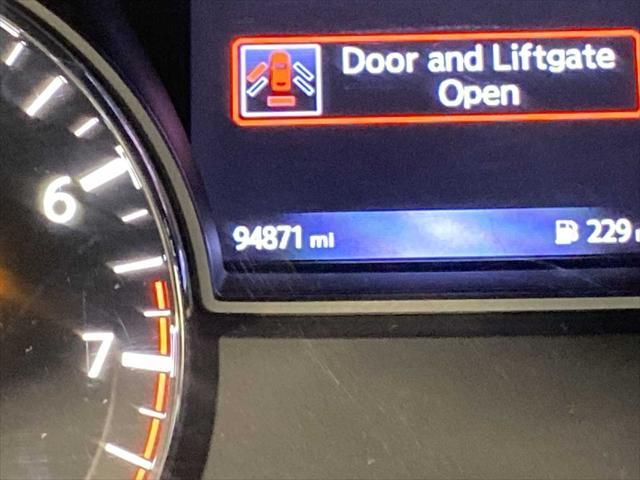 Door and Liftgate
Open
6
94871 mi
229
7